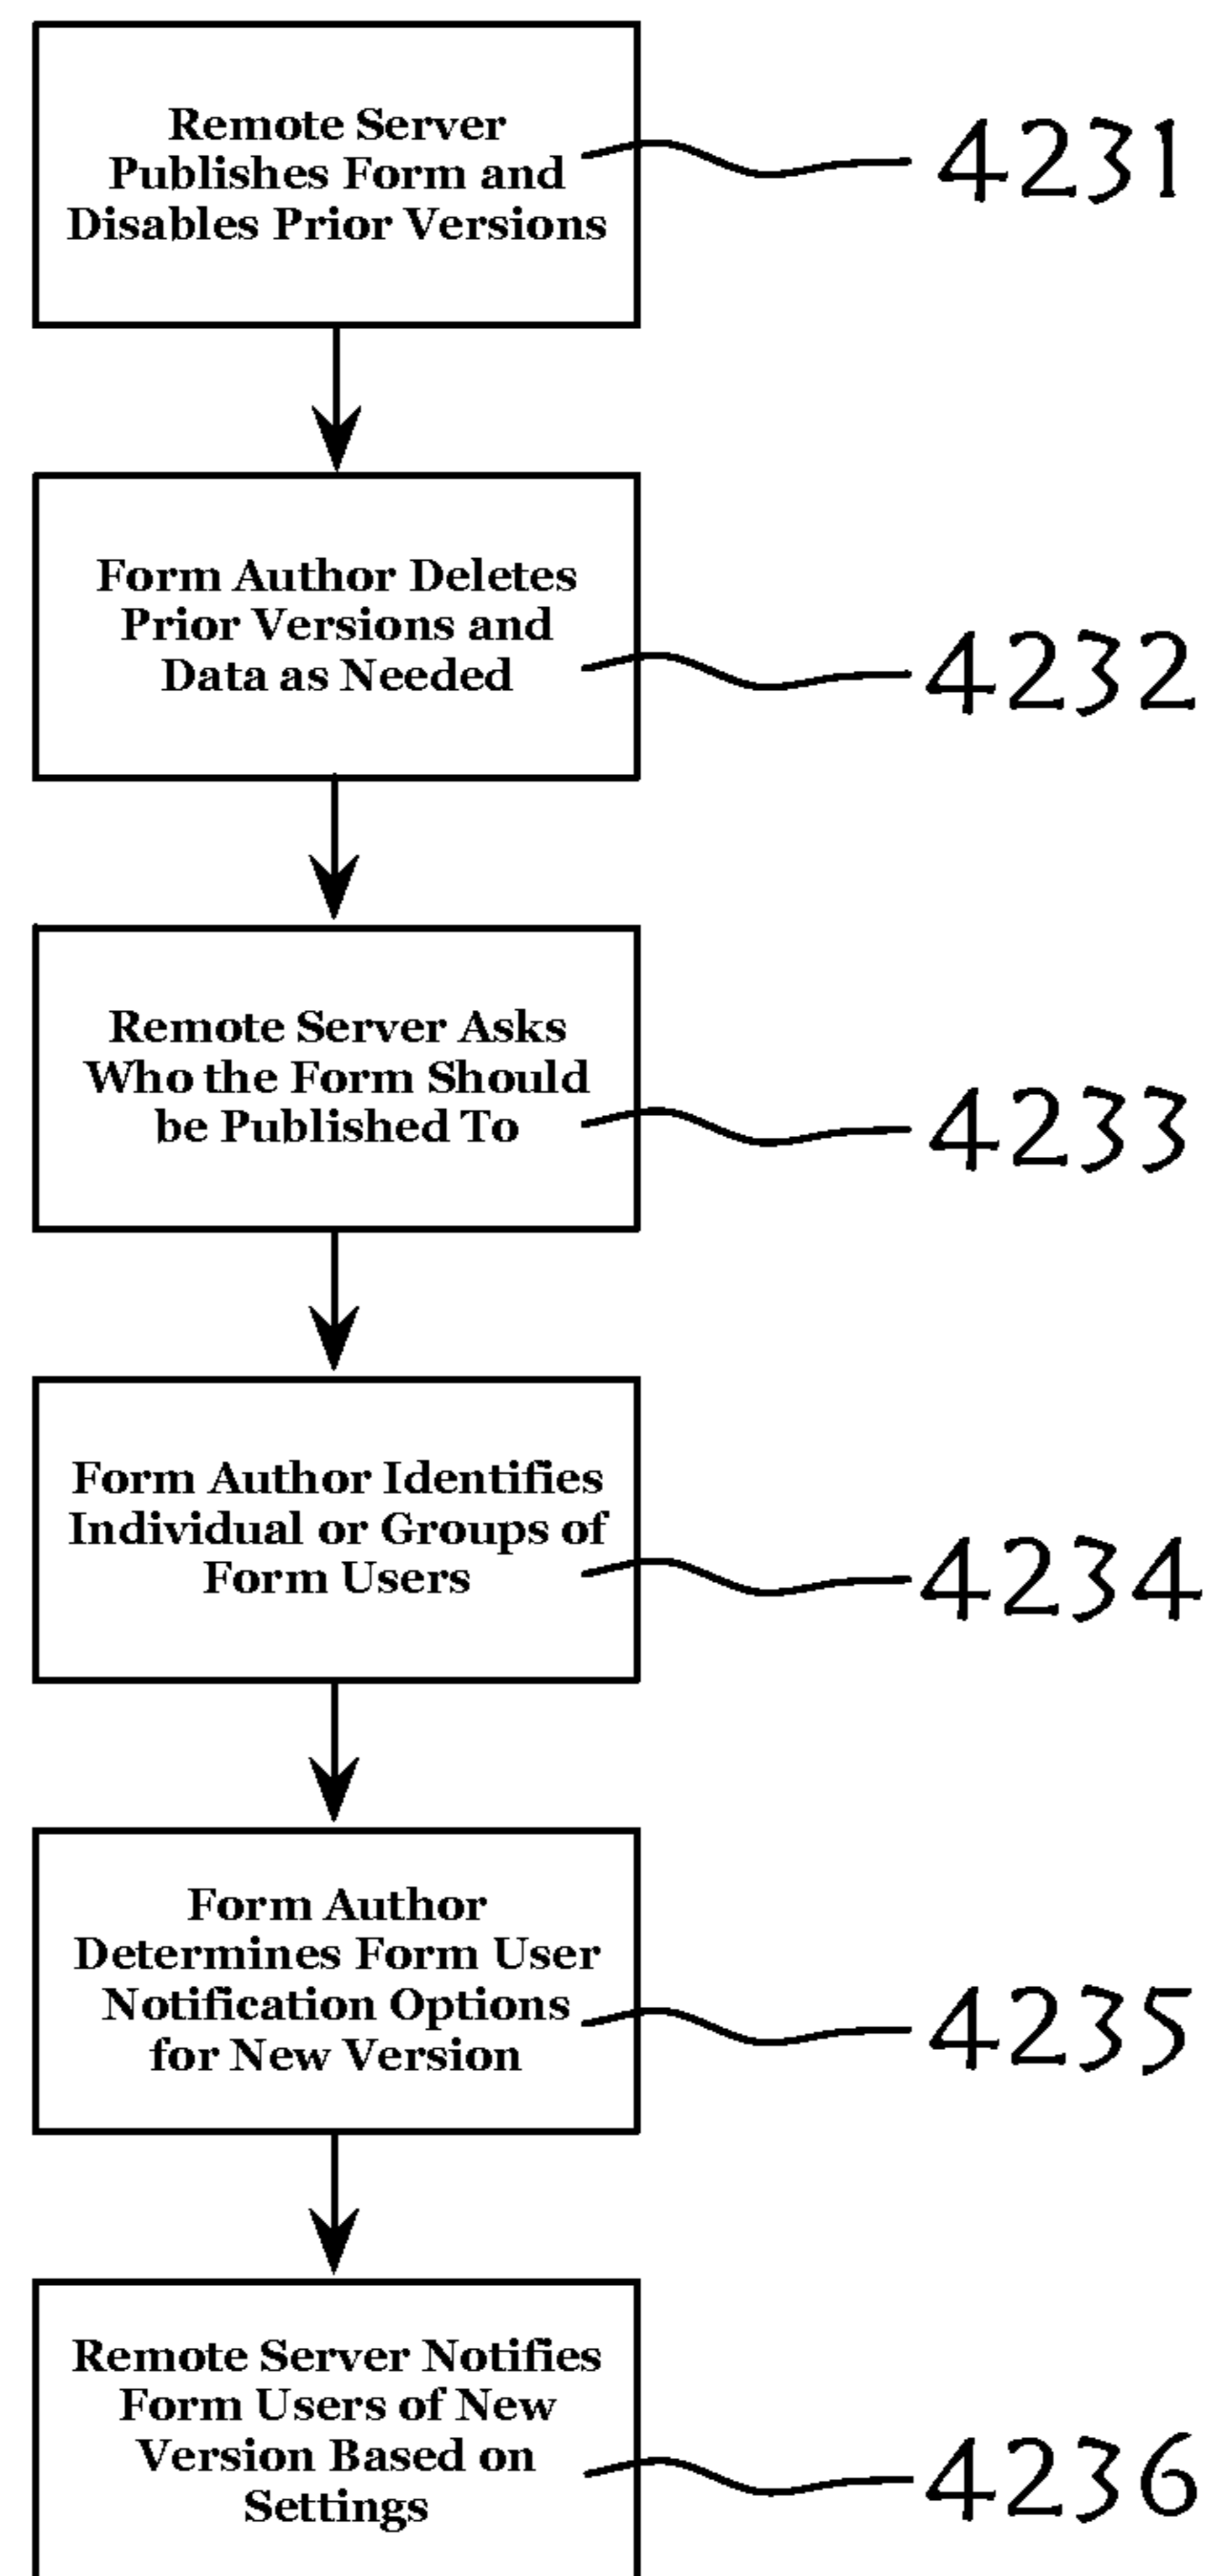 Remote Server
Publishes Form and
Disables Prior Versions
4231
Form Author Deletes
Prior Versions and
Data as Needed
4232
Remote Server Asks
Who the Form Should
be Published To
4233
Form Author Identifies
Individual or Groups of
Form Users
4234
Form Author
Determines Form User
Notification Options
for New Version
4235
Remote Server Notifies
Form Users of New
Version Based on
Settings
4236